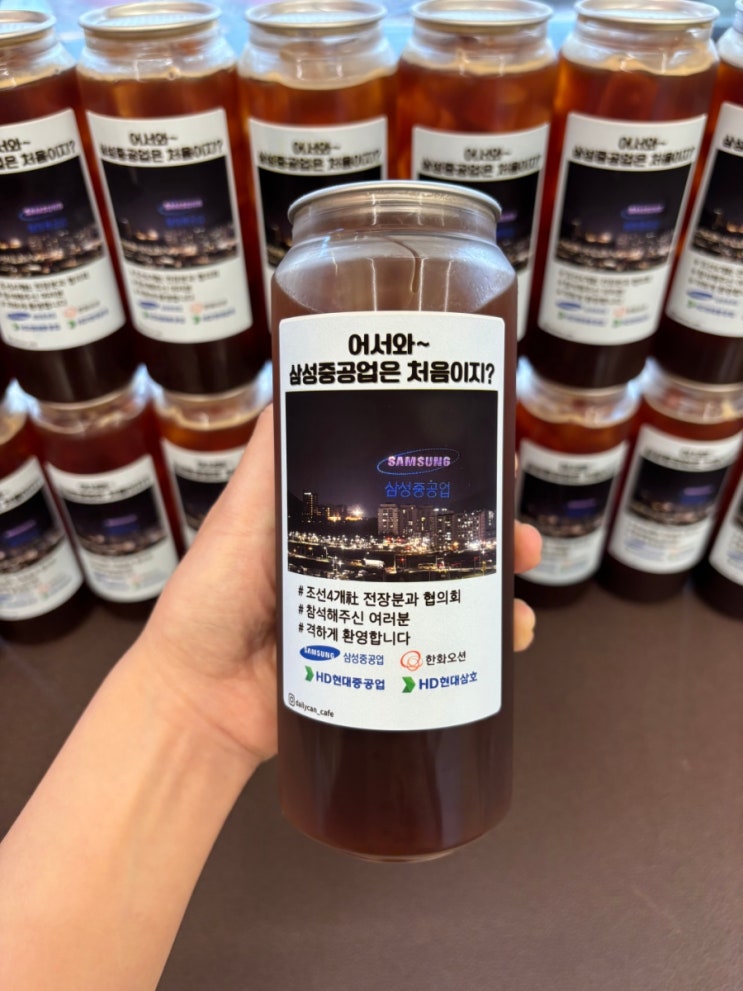 어서와~
삼성중공업은 처음이지?
SAMSUNG
삼성중공업
# 조선4개社 전장분과 협의회
# 참석해주신 여러분
# 격하게 환영합니다
SAMSUNG 삼성중공업 한화오션
HD현대중공업 HD현대삼호
dailycan_cafe